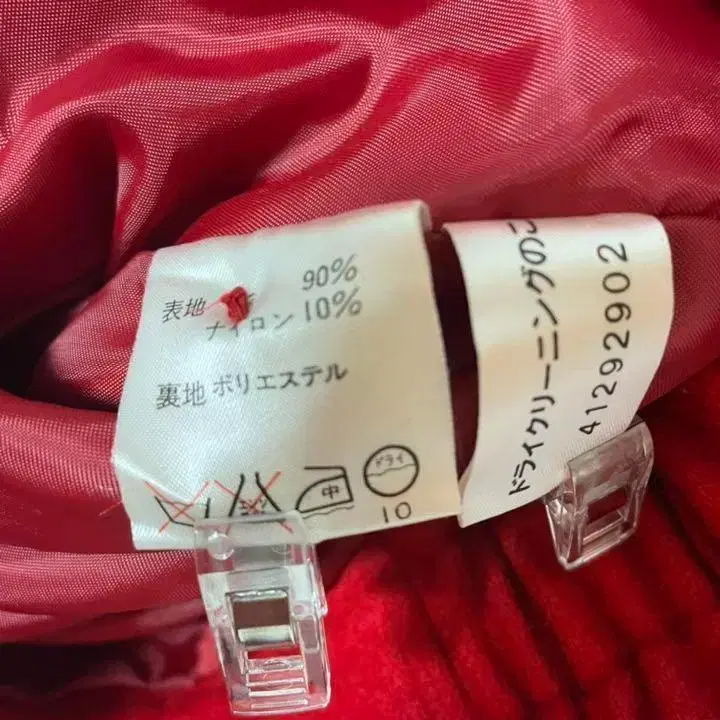 表地 90%
ナイロン 10%
裏地 ポリエステル
中
ドライ
10
ドライクリーニングのこ
41292902